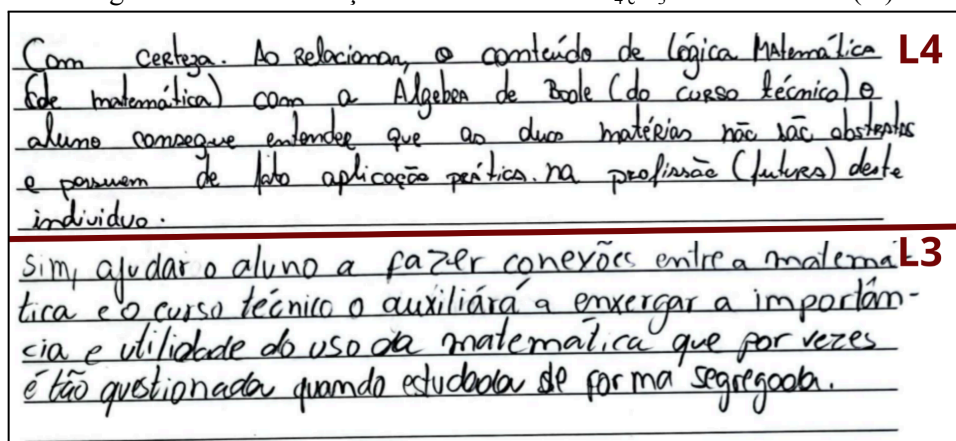 Com certeza. Ao relacionar, o conteúdo de lógica Matemática L4
(de matemática) com a Álgebra de Boole (do curso técnico) o
aluno consegue entender que as duas matérias não são abstratas
e possuem de fato aplicação prática. na profissão (futura) deste
individuo.
Sim, ajudar o aluno a fazer conexões entre a matemá- L3
tica e o curso técnico o auxiliárá a enxergar a importân-
cia e utilidade do uso da matemática que por vezes
é tão questionada quando estudada de forma segregada.